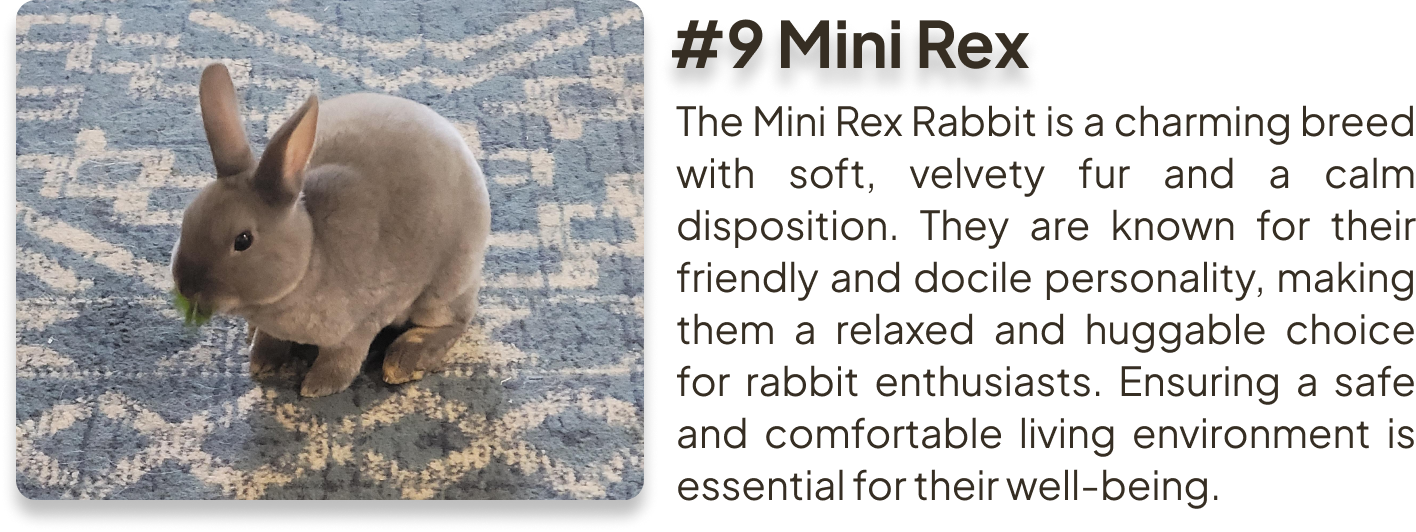 #9 Mini Rex
The Mini Rex Rabbit is a charming breed
with soft, velvety fur and a calm
disposition. They are known for their
friendly and docile personality, making
them a relaxed and huggable choice
for rabbit enthusiasts. Ensuring a safe
and comfortable living environment is
essential for their well-being.